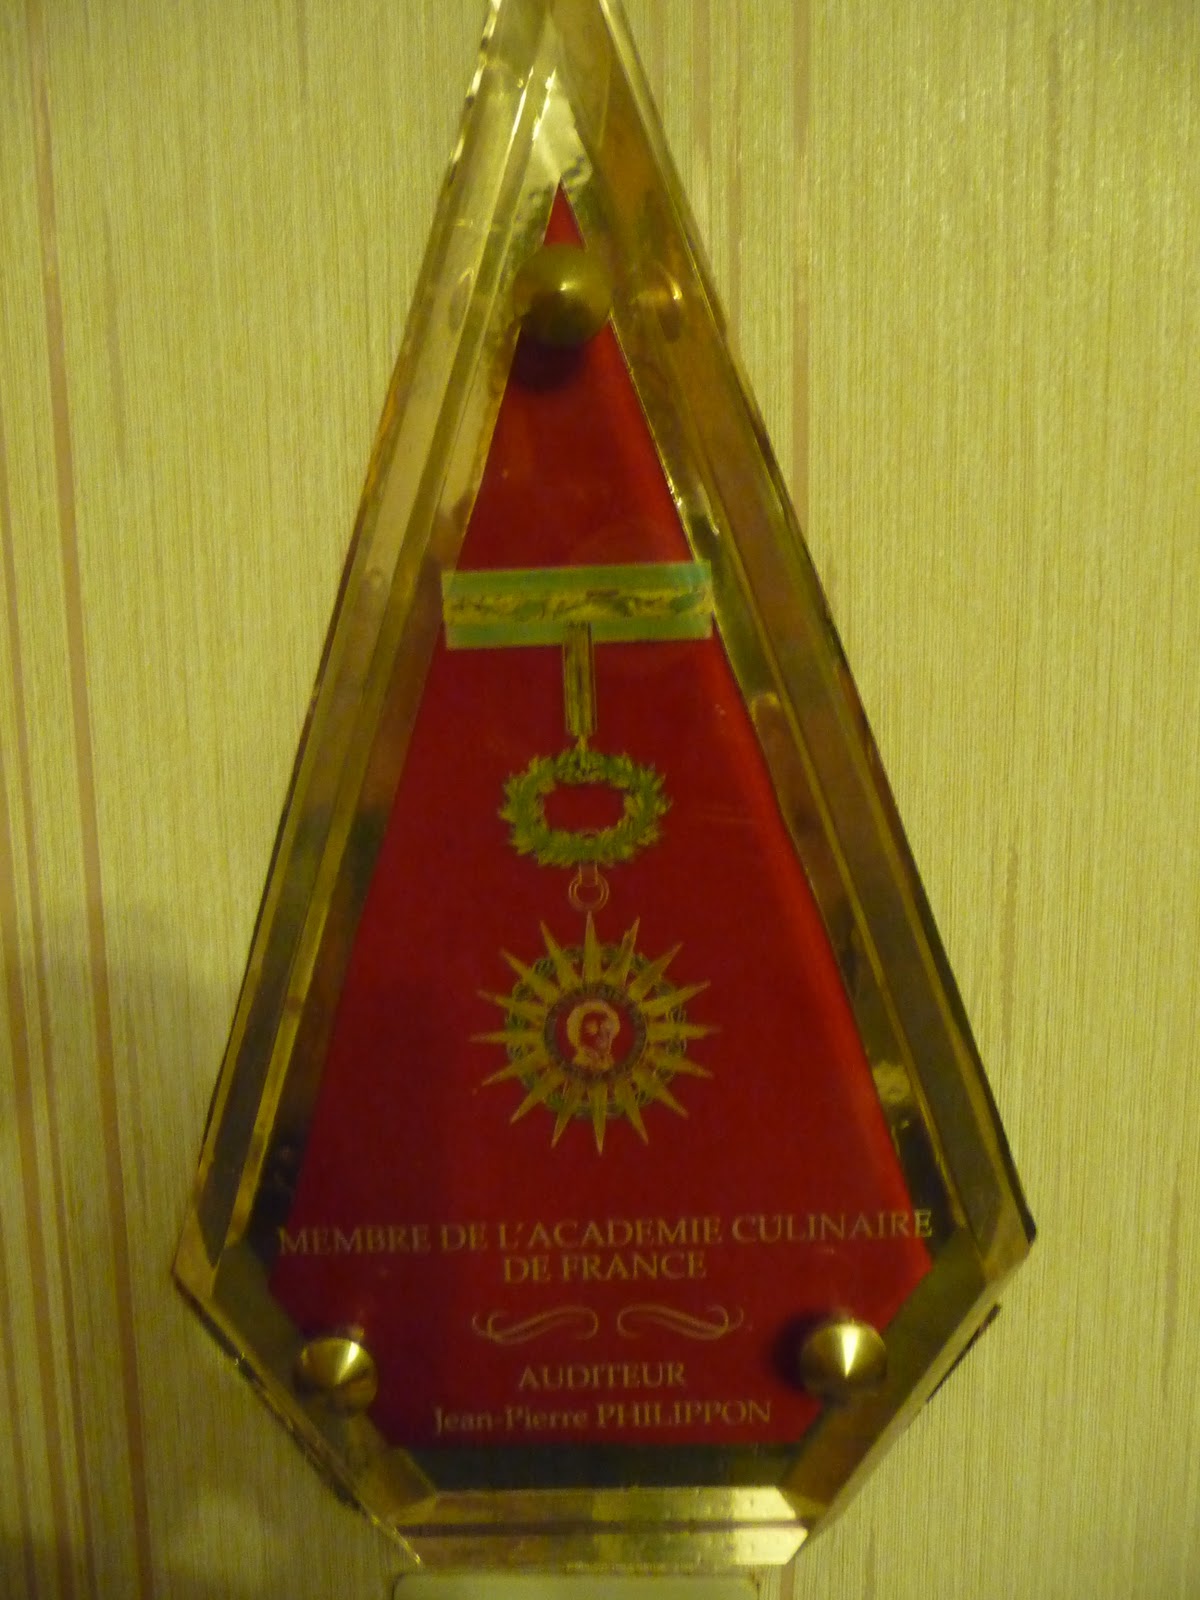 MEMBRE DE L'ACADEMIE CULINAIRE
DE FRANCE
AUDITEUR
Jean-Pierre PHILIPPON